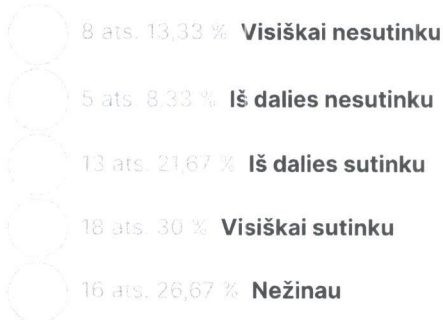 8 ats. 13,33 % Visiškai nesutinku
5 ats. 8,33 % Iš dalies nesutinku
13 ats. 21,67 % Iš dalies sutinku
18 ats. 30 % Visiškai sutinku
16 ats. 26,67 % Nežinau